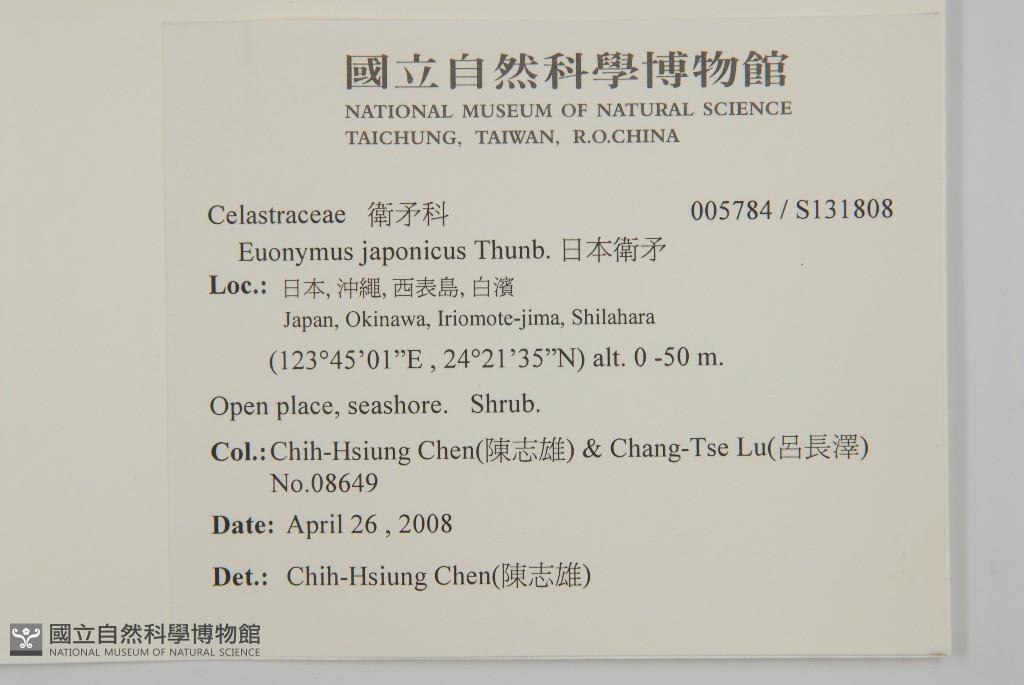 國立自然科學博物館
NATIONAL MUSEUM OF NATURAL SCIENCE
TAICHUNG, TAIWAN, R.O.CHINA
Celastraceae 衛矛科 005784 / S131808
Euonymus japonicus Thunb. 日本衛矛
Loc.: 日本, 沖繩, 西表島, 白濱
Japan, Okinawa, Iriomote-jima, Shilahara
(123°45’01”E , 24°21’35”N) alt. 0 -50 m.
Open place, seashore. Shrub.
Col.: Chih-Hsiung Chen(陳志雄) & Chang-Tse Lu(呂長澤)
No.08649
Date: April 26 , 2008
Det.: Chih-Hsiung Chen(陳志雄)
國立自然科學博物館
NATIONAL MUSEUM OF NATURAL SCIENCE